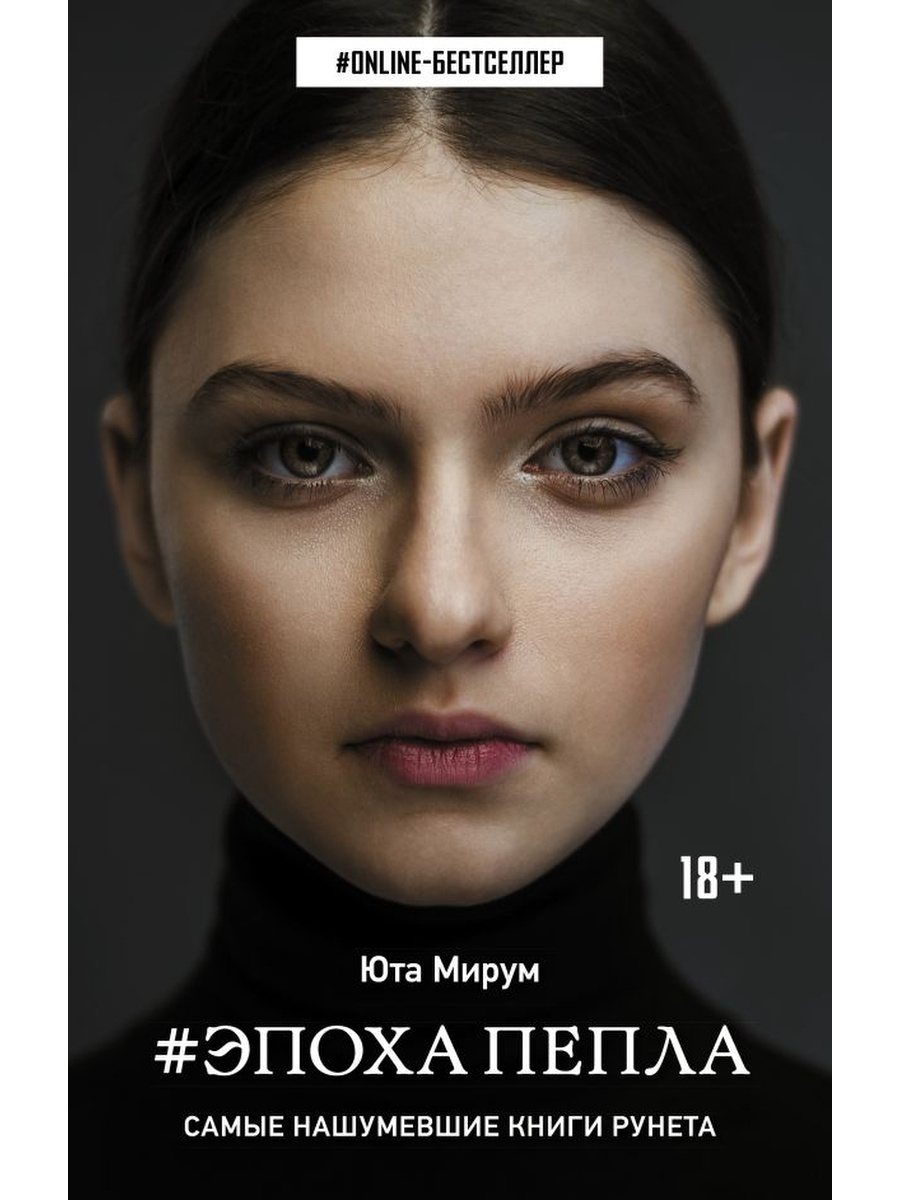 #ONLINE-БЕСТСЕЛЛЕР
18+
Юта Мирум
#ЭПОХА ПЕПЛА
САМЫЕ НАШУМЕВШИЕ КНИГИ РУНЕТА